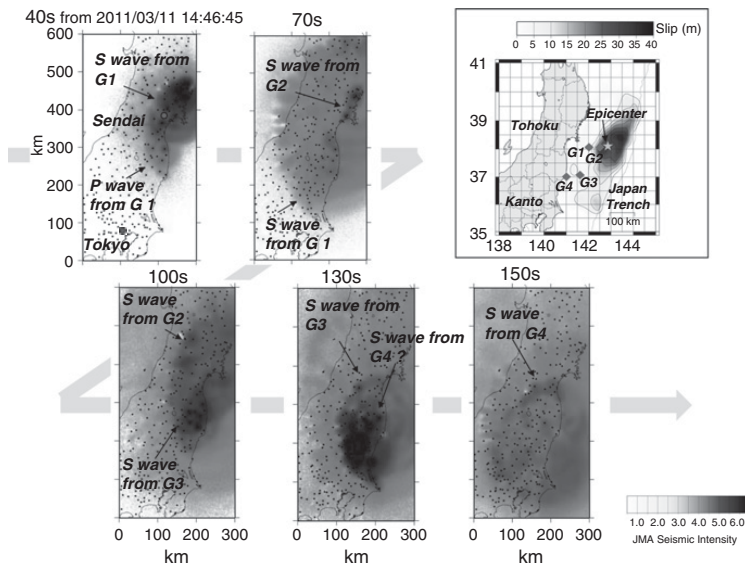 40s from 2011/03/11 14:46:45
600
500
400
300
200
100
0
km
S wave from
G1
Sendai
P wave
from G 1
Tokyo
70s
S wave from
G2
S wave
from G 1
0 10 20 30 40
Slip (m)
41
39
37
35
138 140 142 144
Epicenter
Tohoku
G1
G2
G4
G3
Kanto
Japan
Trench
100 km
100s
S wave
from G2
S wave
from G3
0 100 200 300
km
130s
S wave from
G3
S wave from
G4 ?
0 100 200 300
km
150s
S wave
from G4
0 100 200 300
km
1.0 2.0 3.0 4.0 5.0 6.0
JMA Seismic Intensity